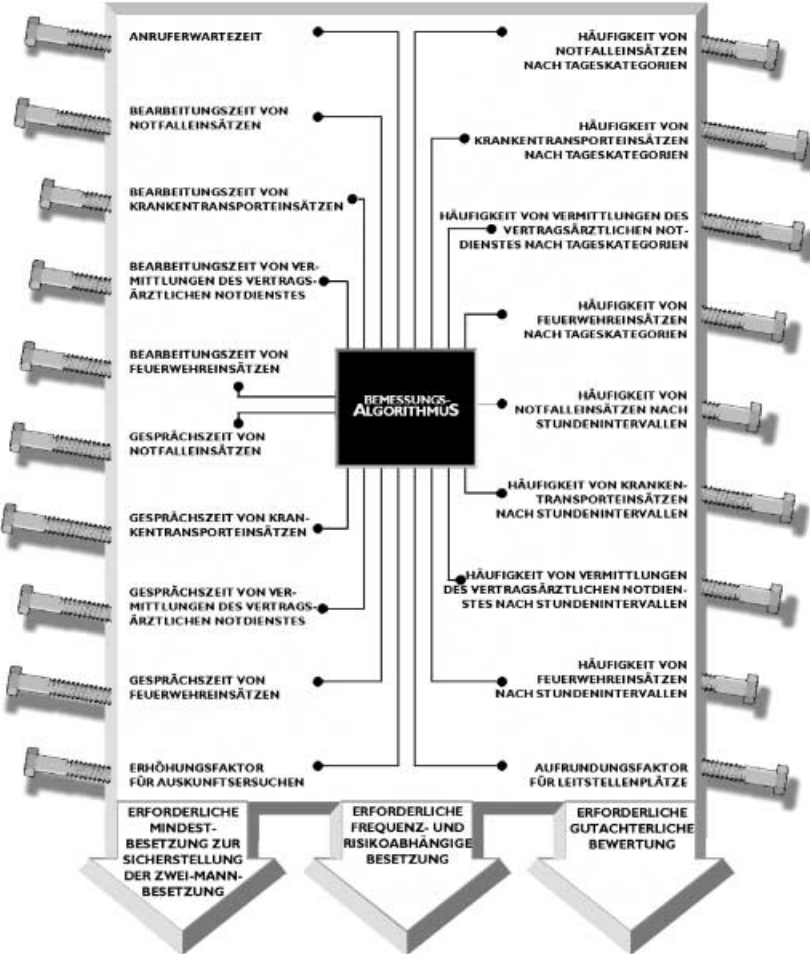 ANRUFERWARTEZEIT
BEARBEITUNGSZEIT VON
NOTFALLEINSÄTZEN
BEARBEITUNGSZEIT VON
KRANKENTRANSPORTEINSÄTZEN
BEARBEITUNGSZEIT VON VER-
MITTLUNGEN DES VERTRAGS-
ÄRZTLICHEN NOTDIENSTES
BEARBEITUNGSZEIT VON
FEUERWEHREINSÄTZEN
GESPRÄCHSZEIT VON
NOTFALLEINSÄTZEN
GESPRÄCHSZEIT VON KRAN-
KENTRANSPORTEINSÄTZEN
GESPRÄCHSZEIT VON VER-
MITTLUNGEN DES VERTRAGS-
ÄRZTLICHEN NOTDIENSTES
GESPRÄCHSZEIT VON
FEUERWEHREINSÄTZEN
ERHÖHUNGSFAKTOR
FÜR AUSKUNFTSERSUCHEN
BEMESSUNGS-
ALGORITHMUS
HÄUFIGKEIT VON
NOTFALLEINSÄTZEN
NACH TAGESKATEGORIEN
HÄUFIGKEIT VON
KRANKENTRANSPORTEINSÄTZEN
NACH TAGESKATEGORIEN
HÄUFIGKEIT VON VERMITTLUNGEN DES
VERTRAGSÄRZTLICHEN NOT-
DIENSTES NACH TAGESKATEGORIEN
HÄUFIGKEIT VON
FEUERWEHREINSÄTZEN
NACH TAGESKATEGORIEN
HÄUFIGKEIT VON
NOTFALLEINSÄTZEN NACH
STUNDENINTERVALLEN
HÄUFIGKEIT VON KRANKEN-
TRANSPORTEINSÄTZEN
NACH STUNDENINTERVALLEN
HÄUFIGKEIT VON VERMITTLUNGEN
DES VERTRAGSÄRZTLICHEN NOTDIEN-
STES NACH STUNDENINTERVALLEN
HÄUFIGKEIT VON
FEUERWEHREINSÄTZEN
NACH STUNDENINTERVALLEN
AUFRUNDUNGSFAKTOR
FÜR LEITSTELLENPLÄTZE
ERFORDERLICHE
MINDEST-
BESETZUNG ZUR
SICHERSTELLUNG
DER ZWEI-MANN-
BESETZUNG
ERFORDERLICHE
FREQUENZ- UND
RISIKOABHÄNGIGE
BESETZUNG
ERFORDERLICHE
GUTACHTERLICHE
BEWERTUNG